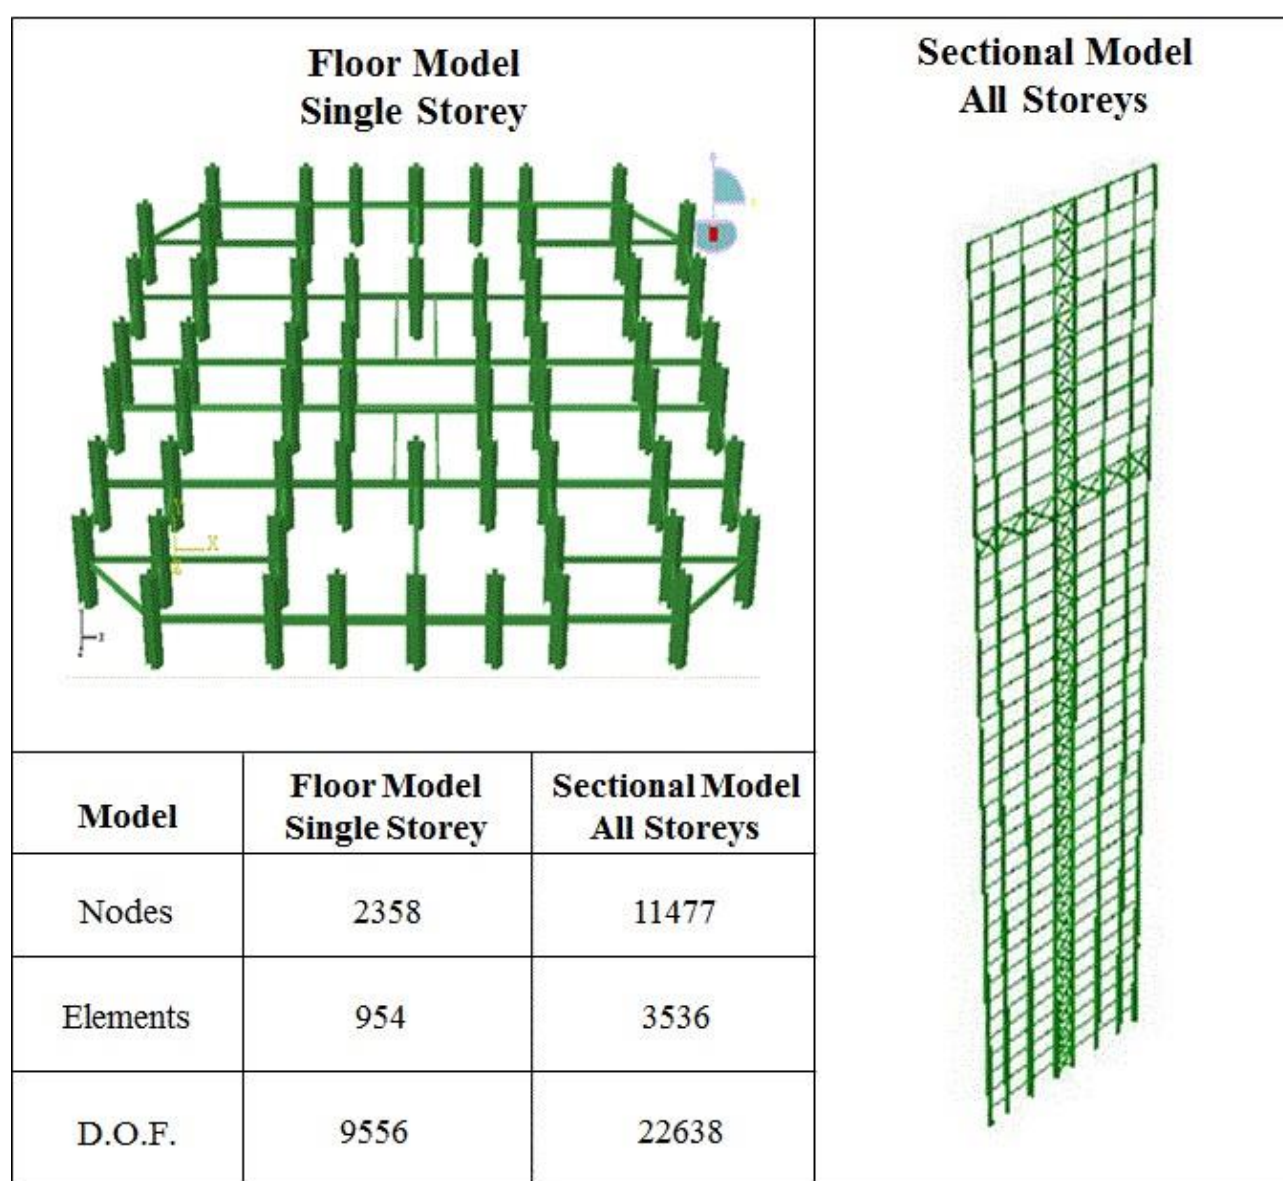 Floor Model
Single Storey
Sectional Model
All Storeys
X
Model
Floor Model
Single Storey
Sectional Model
All Storeys
Nodes
2358
11477
Elements
954
3536
D.O.F.
9556
22638